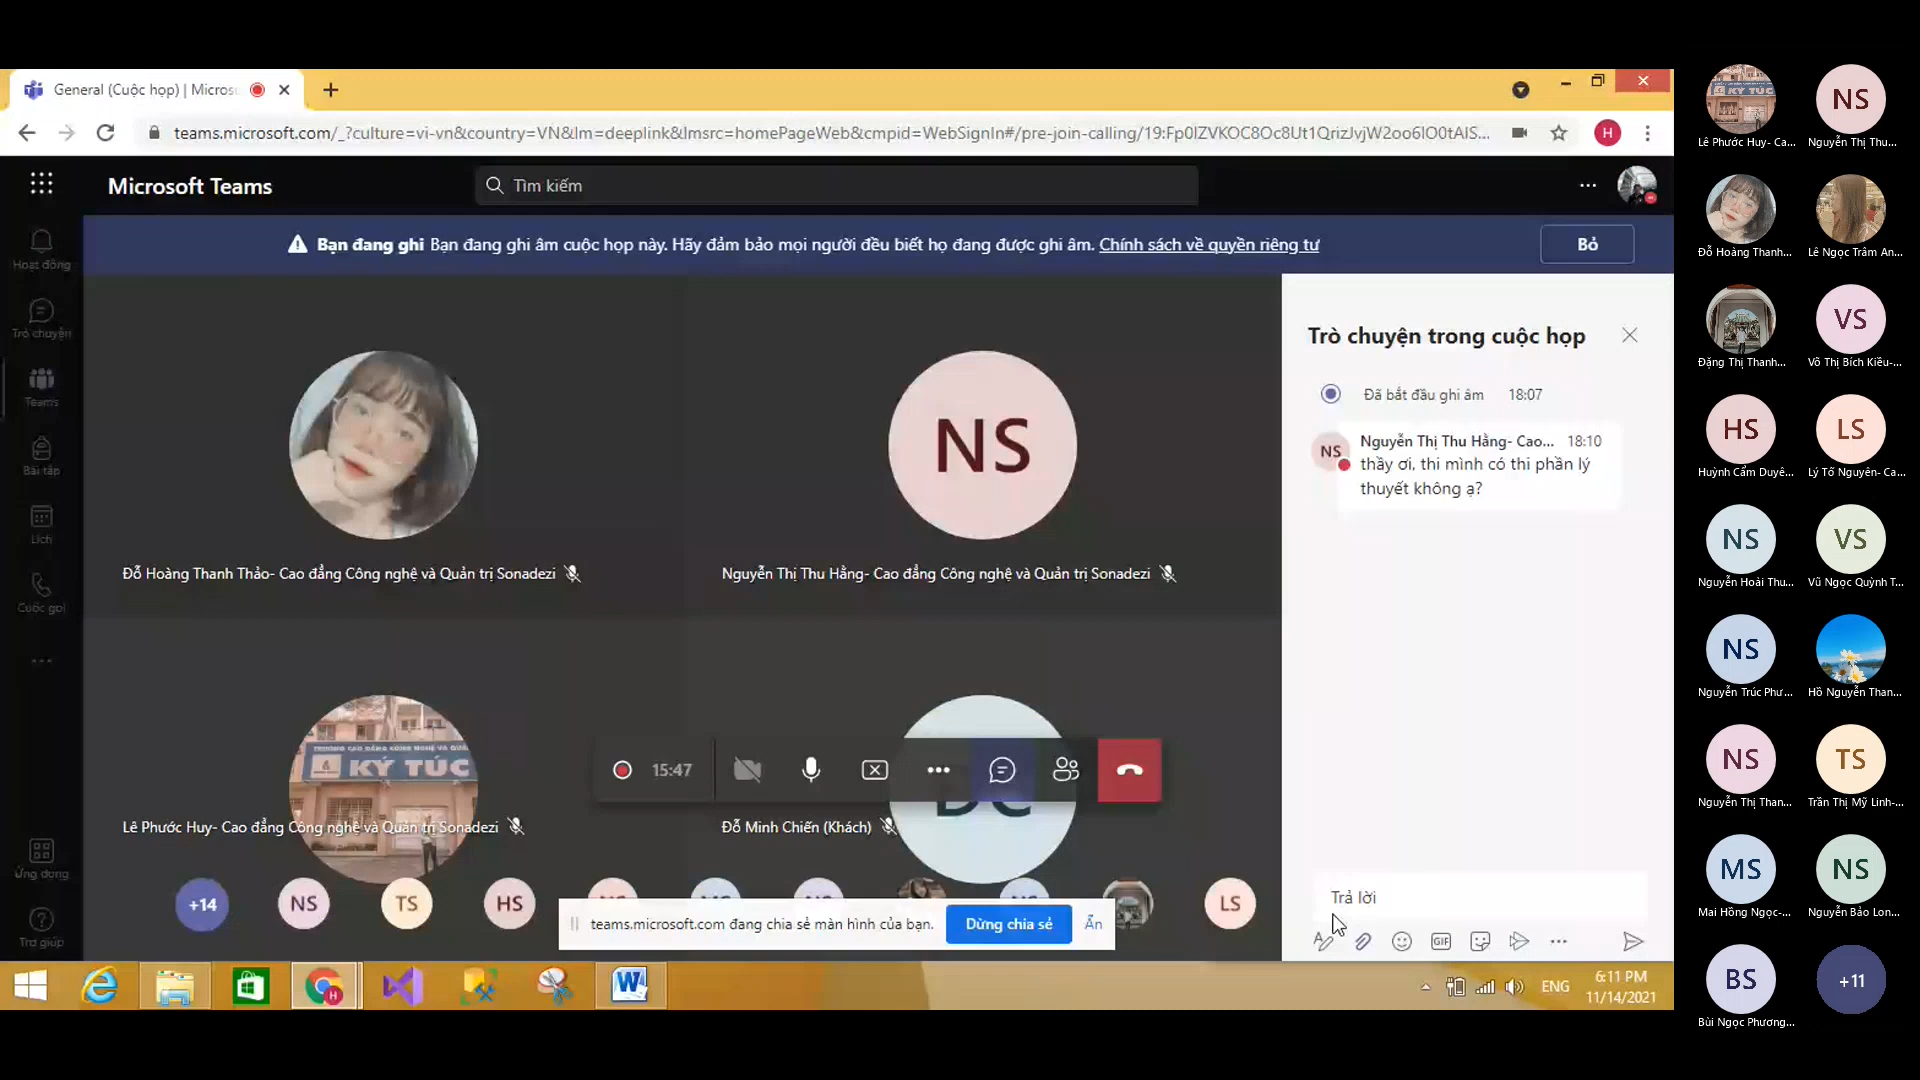 General (Cuộc họp) | Micros
teams.microsoft.com/_?culture=vi-vn&country=VN&lm=deeplink&lmsrc=homePageWeb&cmpid=WebSignIn#/pre-join-calling/19:Fp0lZVKOC8Oc8Ut1QrizJvjW2oo6lO0tAIS...
H
Microsoft Teams
Tìm kiếm
Bạn đang ghi Bạn đang ghi âm cuộc họp này. Hãy đảm bảo mọi người đều biết họ đang được ghi âm. Chính sách về quyền riêng tư
Bỏ
Hoạt động
Trò chuyện
Teams
Bài tập
Lịch
Cuộc gọi
Ứng dụng
Trợ giúp
NS
Đỗ Hoàng Thanh Thảo- Cao đẳng Công nghệ và Quản trị Sonadezi
Nguyễn Thị Thu Hằng- Cao đẳng Công nghệ và Quản trị Sonadezi
TRƯỜNG CAO ĐẲNG CÔNG NGHỆ VÀ QUẢN
KÝ TÚC
DC
15:47
Lê Phước Huy- Cao đẳng Công nghệ và Quản trị Sonadezi
Đỗ Minh Chiến (Khách)
+14
NS
TS
HS
LS
teams.microsoft.com đang chia sẻ màn hình của bạn.
Dừng chia sẻ
Ẩn
Trò chuyện trong cuộc họp
Đã bắt đầu ghi âm 18:07
NS
Nguyễn Thị Thu Hằng- Cao... 18:10
thầy ơi, thi mình có thi phần lý
thuyết không ạ?
Trả lời
GIF
ENG
6:11 PM
11/14/2021
KÝ TÚC
NS
Lê Phước Huy- Ca...
Nguyễn Thị Thu...
Đỗ Hoàng Thanh...
Lê Ngọc Trâm An...
VS
Đặng Thị Thanh...
Võ Thị Bích Kiều-...
HS
LS
Huỳnh Cẩm Duyê...
Lý Tố Nguyên- Ca...
NS
VS
Nguyễn Hoài Thu...
Vũ Ngọc Quỳnh T...
NS
Nguyễn Trúc Phư...
Hồ Nguyễn Than...
NS
TS
Nguyễn Thị Than...
Trần Thị Mỹ Linh-...
MS
NS
Mai Hồng Ngọc-...
Nguyễn Bảo Lon...
BS
+11
Bùi Ngọc Phương...